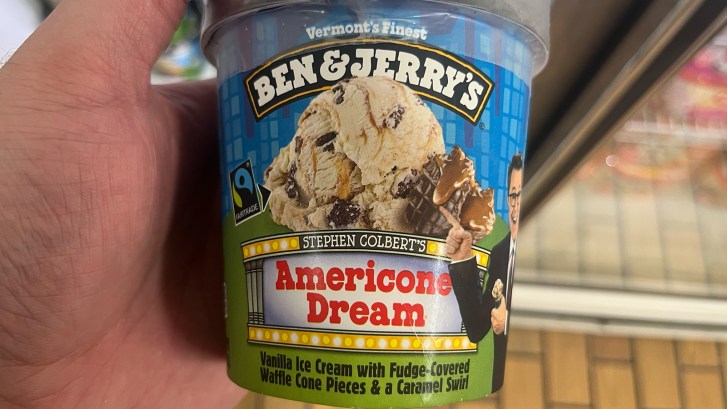 Vermont's Finest
BEN & JERRY'S
FAIRTRADE
STEPHEN COLBERT'S
Americone
Dream
Vanilla Ice Cream with Fudge-Covered
Waffle Cone Pieces & a Caramel Swirl